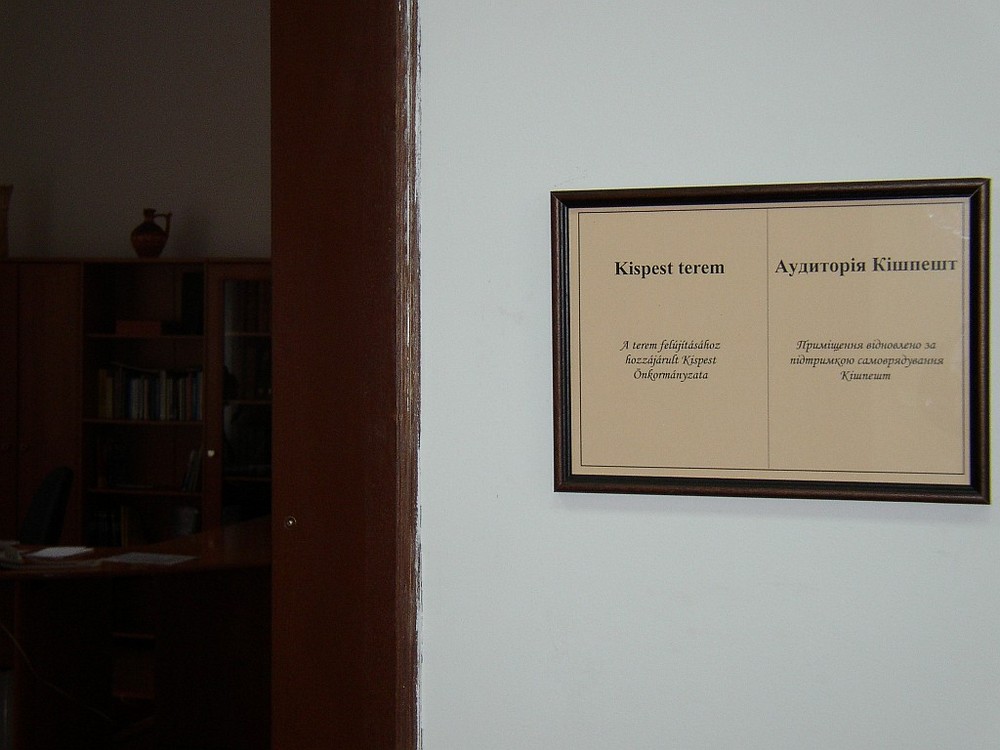 Kispest terem
A terem felújításához
hozzájárult Kispest
Önkormányzata
Аудиторія Кішпешт
Приміщення відновлено за
підтримкою самоврядування
Кішпешт